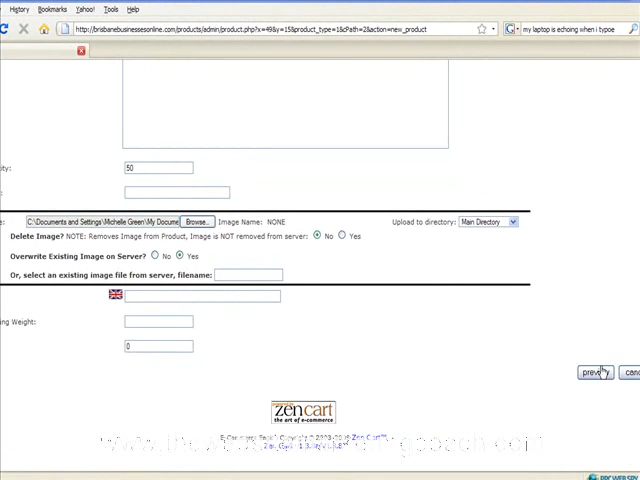 History Bookmarks Yahoo! Tools Help
http://brisbanebusinessesonline.com/products/admin/product.php?x=49&y=15&product_type=1&cPath=2&action=new_product
my laptop is echoing when i typoe
ity: 50
C:\Documents and Settings\Michelle Green\My Docume Browse... Image Name: NONE Upload to directory: Main Directory
Delete Image? NOTE: Removes Image from Product, Image is NOT removed from server: No Yes
Overwrite Existing Image on Server? No Yes
Or, select an existing image file from server, filename:
ing Weight:
0
preview canc
zencart
the art of e-commerce